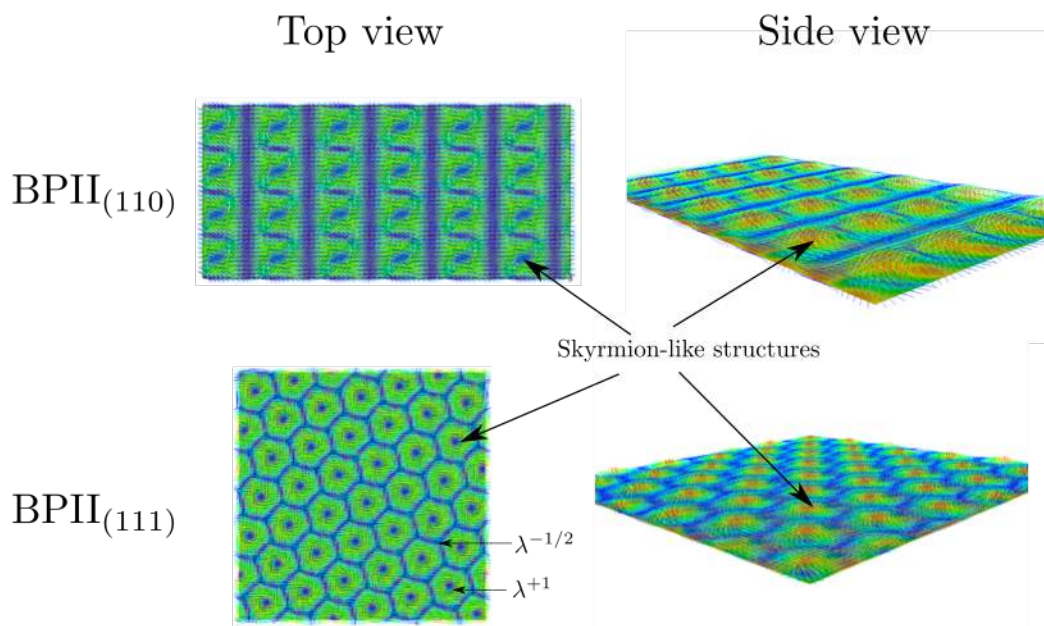 Top view
Side view
BPII(110)
Skyrmion-like structures
BPII(111)
λ−1/2
λ+1